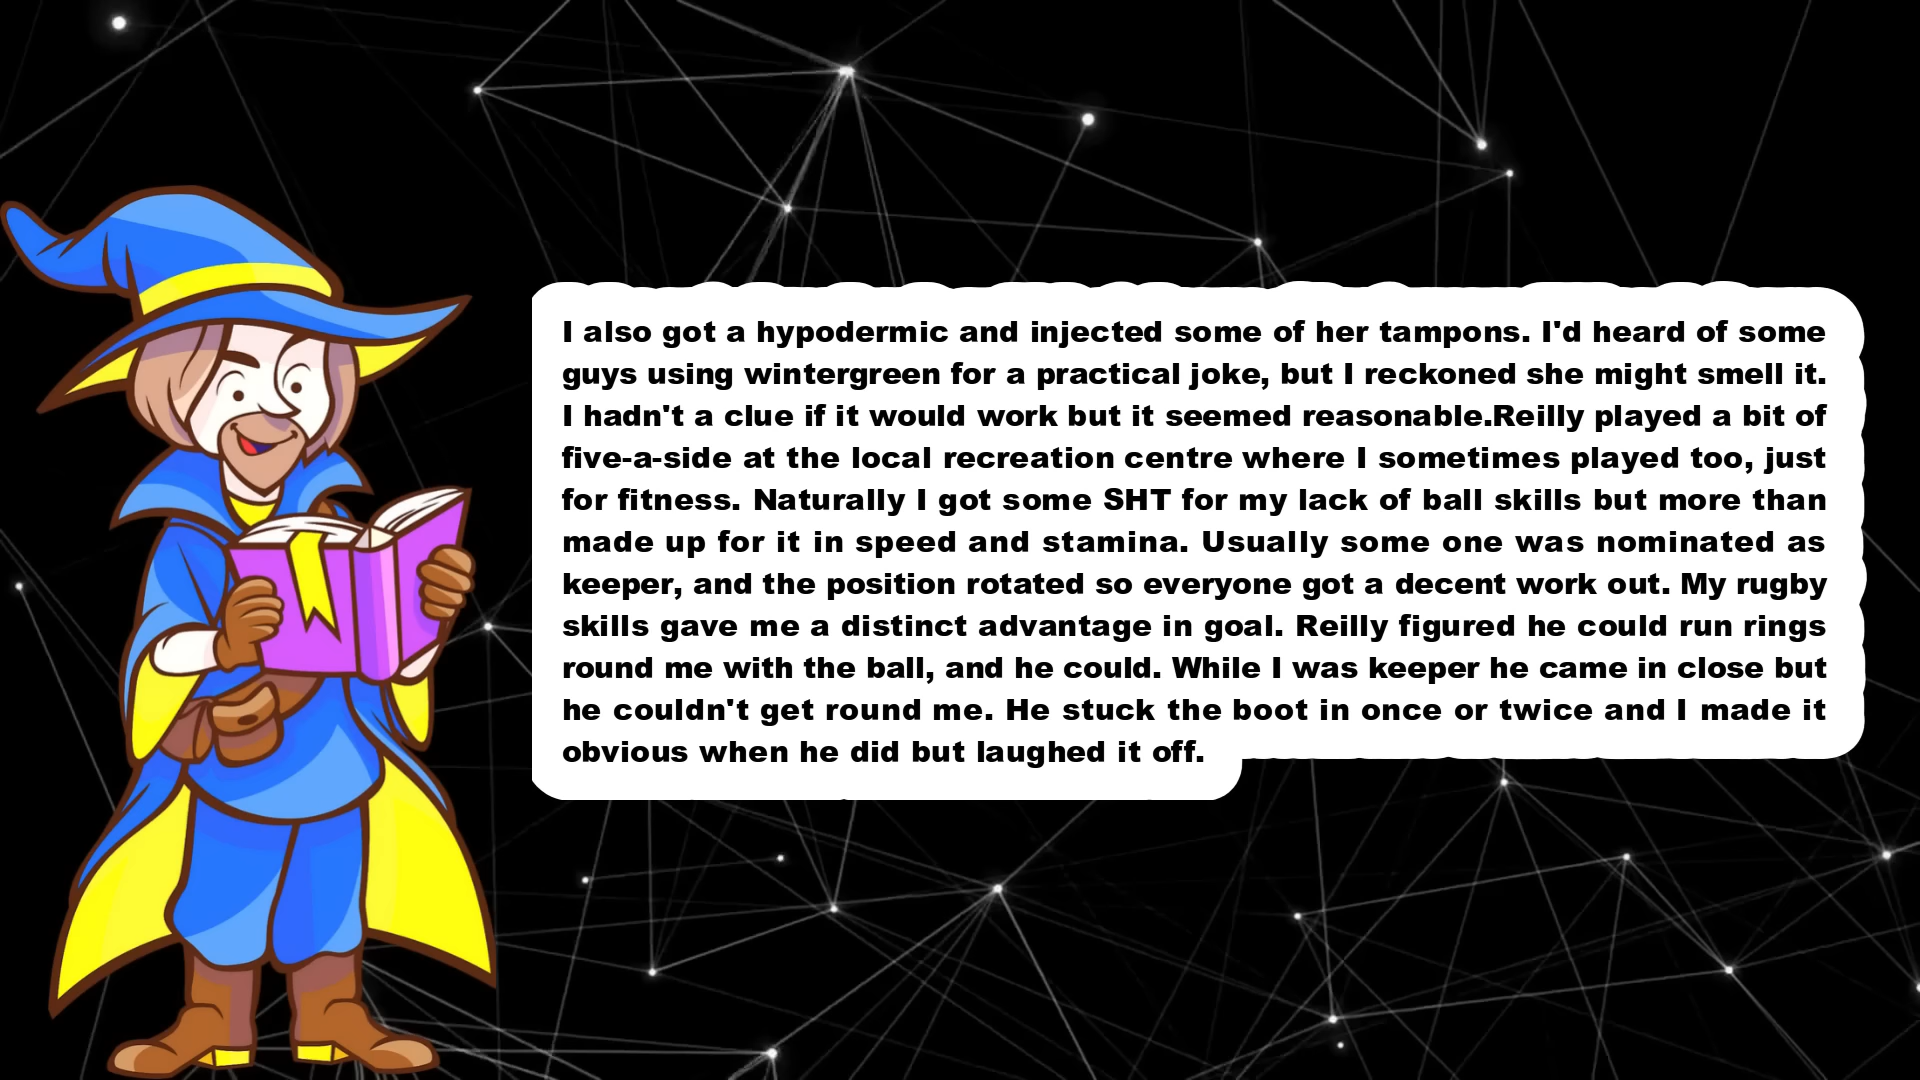 I also got a hypodermic and injected some of her tampons. I'd heard of some
guys using wintergreen for a practical joke, but I reckoned she might smell it.
I hadn't a clue if it would work but it seemed reasonable.Reilly played a bit of
five-a-side at the local recreation centre where I sometimes played too, just
for fitness. Naturally I got some SHT for my lack of ball skills but more than
made up for it in speed and stamina. Usually some one was nominated as
keeper, and the position rotated so everyone got a decent work out. My rugby
skills gave me a distinct advantage in goal. Reilly figured he could run rings
round me with the ball, and he could. While I was keeper he came in close but
he couldn't get round me. He stuck the boot in once or twice and I made it
obvious when he did but laughed it off.